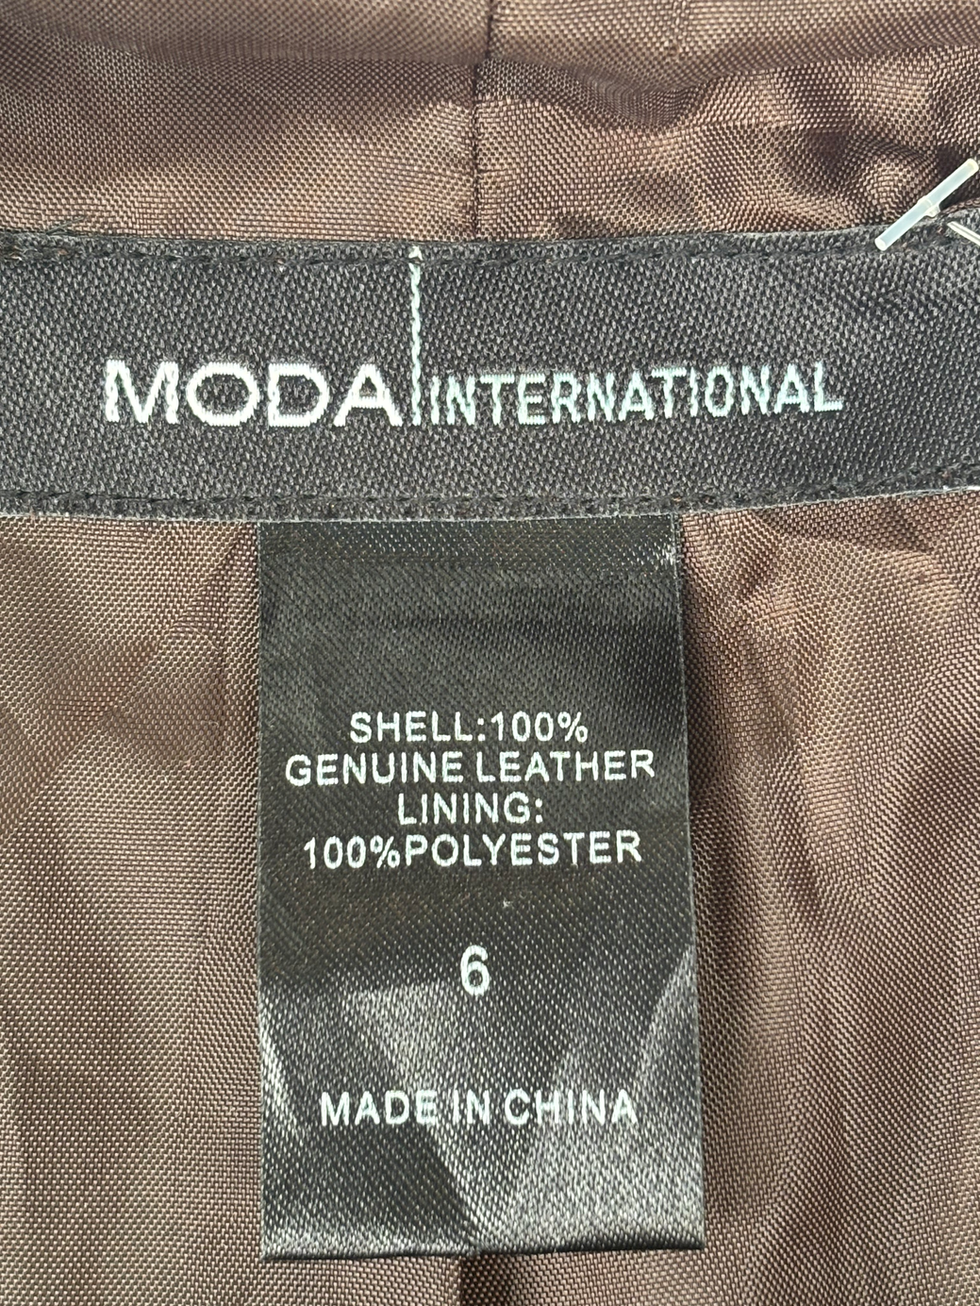 MODA INTERNATIONAL
SHELL:100%
GENUINE LEATHER
LINING:
100%POLYESTER
6
MADE IN CHINA